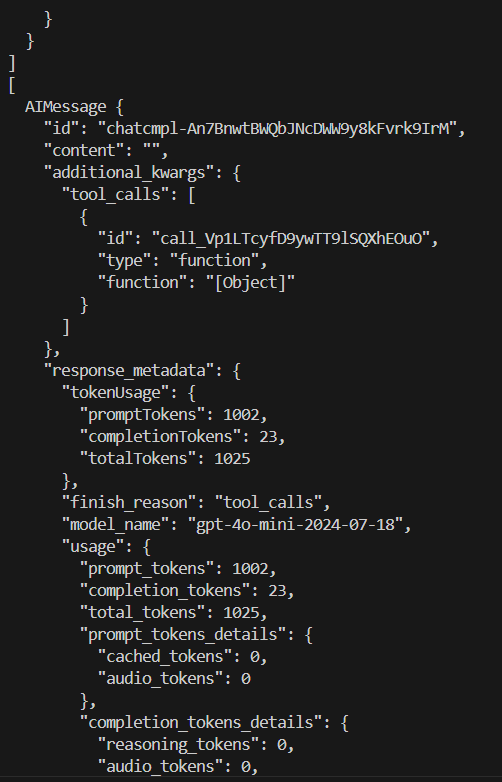 }
}
]
[
AIMessage {
"id": "chatcmpl-An7BnwtBWQbJNcDWW9y8kFvrk9IrM",
"content": "",
"additional_kwargs": {
"tool_calls": [
{
"id": "call_Vp1LTcyfD9ywTT9lSQXhEOuO",
"type": "function",
"function": "[Object]"
}
]
},
"response_metadata": {
"tokenUsage": {
"promptTokens": 1002,
"completionTokens": 23,
"totalTokens": 1025
},
"finish_reason": "tool_calls",
"model_name": "gpt-4o-mini-2024-07-18",
"usage": {
"prompt_tokens": 1002,
"completion_tokens": 23,
"total_tokens": 1025,
"prompt_tokens_details": {
"cached_tokens": 0,
"audio_tokens": 0
},
"completion_tokens_details": {
"reasoning_tokens": 0,
"audio_tokens": 0,